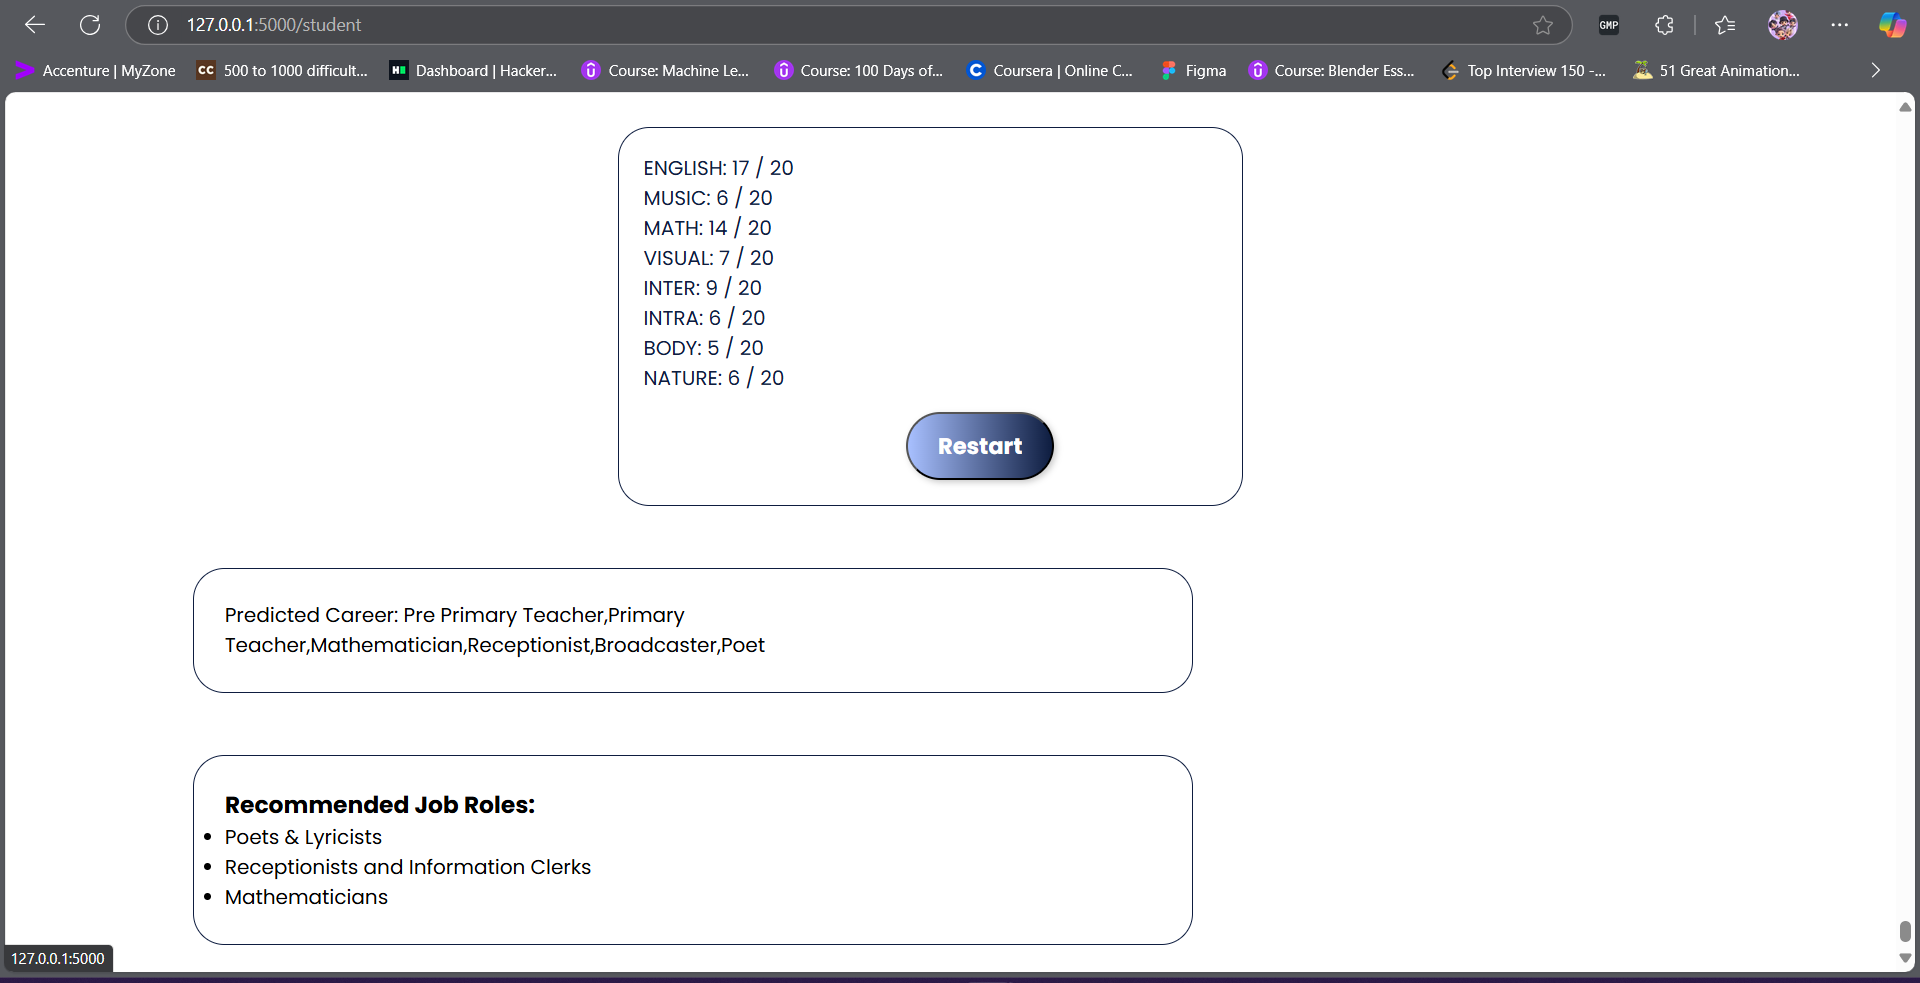 127.0.0.1:5000/student
GMP
Accenture | MyZone
CC 500 to 1000 difficult...
H Dashboard | Hacker...
Course: Machine Le...
Course: 100 Days of...
C Coursera | Online C...
Figma
Course: Blender Ess...
Top Interview 150 -...
51 Great Animation...
ENGLISH: 17 / 20
MUSIC: 6 / 20
MATH: 14 / 20
VISUAL: 7 / 20
INTER: 9 / 20
INTRA: 6 / 20
BODY: 5 / 20
NATURE: 6 / 20
Restart
Predicted Career: Pre Primary Teacher,Primary
Teacher,Mathematician,Receptionist,Broadcaster,Poet
Recommended Job Roles:
Poets & Lyricists
Receptionists and Information Clerks
Mathematicians
127.0.0.1:5000